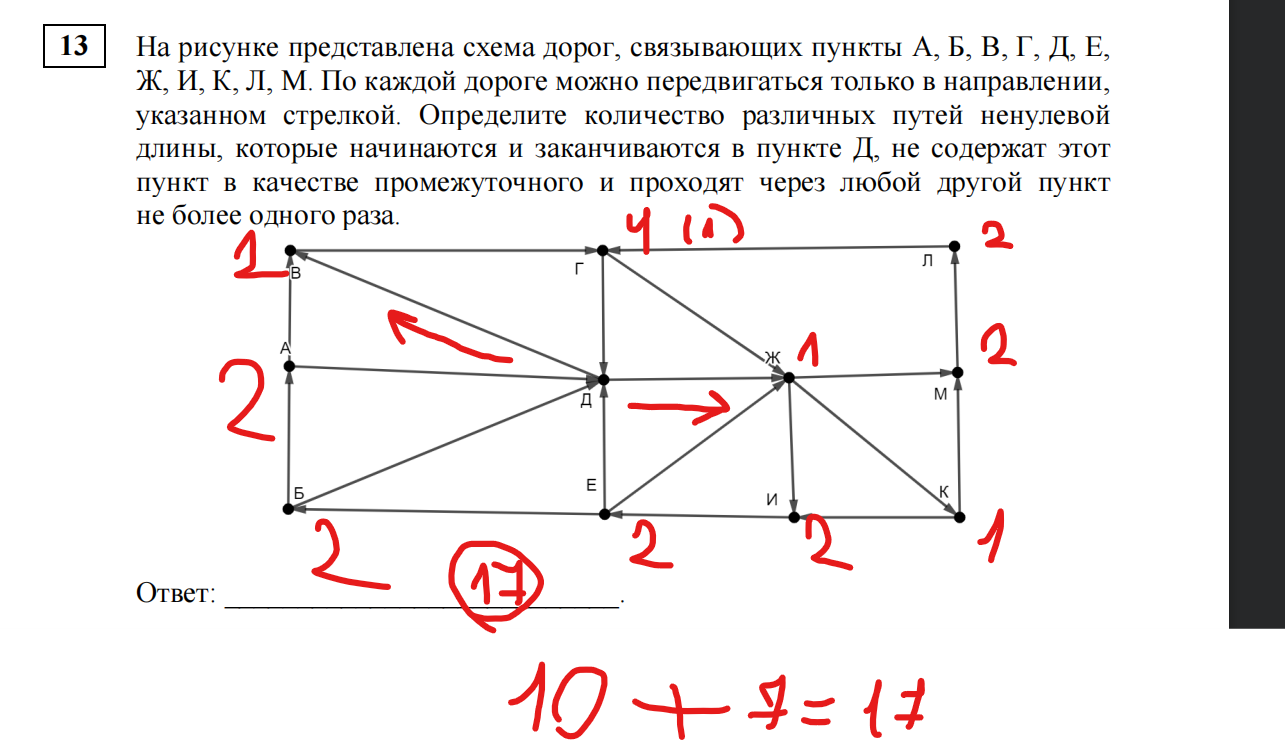 13
На рисунке представлена схема дорог, связывающих пункты А, Б, В, Г, Д, Е,
Ж, И, К, Л, М. По каждой дороге можно передвигаться только в направлении,
указанном стрелкой. Определите количество различных путей ненулевой
длины, которые начинаются и заканчиваются в пункте Д, не содержат этот
пункт в качестве промежуточного и проходят через любой другой пункт
не более одного раза.
1 4 (1) 2
В Г Л
А Ж 1 2
2 Д М
Б Е И К
2 2 2 1
Ответ: 17.
10 + 7 = 17